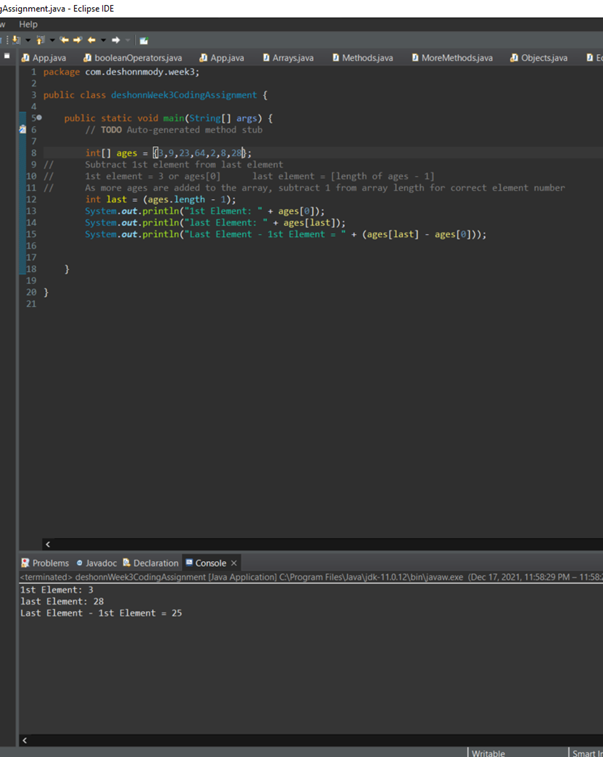 gAssignment.java - Eclipse IDE
w Help
App.java booleanOperators.java App.java Arrays.java Methods.java MoreMethods.java Objects.java
1 package com.deshonnmody.week3;
2
3 public class deshonnWeek3CodingAssignment {
4
5 public static void main(String[] args) {
6 // TODO Auto-generated method stub
7
8 int[] ages = {3,9,23,64,2,8,28};
9 // Subtract 1st element from last element
10 // 1st element = 3 or ages[0] last element = [length of ages - 1]
11 // As more ages are added to the array, subtract 1 from array length for correct element number
12 int last = (ages.length - 1);
13 System.out.println("1st Element: " + ages[0]);
14 System.out.println("last Element: " + ages[last]);
15 System.out.println("Last Element - 1st Element = " + (ages[last] - ages[0]));
16
17
18 }
19
20 }
21
Problems Javadoc Declaration Console
<terminated> deshonnWeek3CodingAssignment [Java Application] C:\Program Files\Java\jdk-11.0.12\bin\javaw.exe (Dec 17, 2021, 11:58:29 PM – 11:58:
1st Element: 3
last Element: 28
Last Element - 1st Element = 25
Writable Smart In